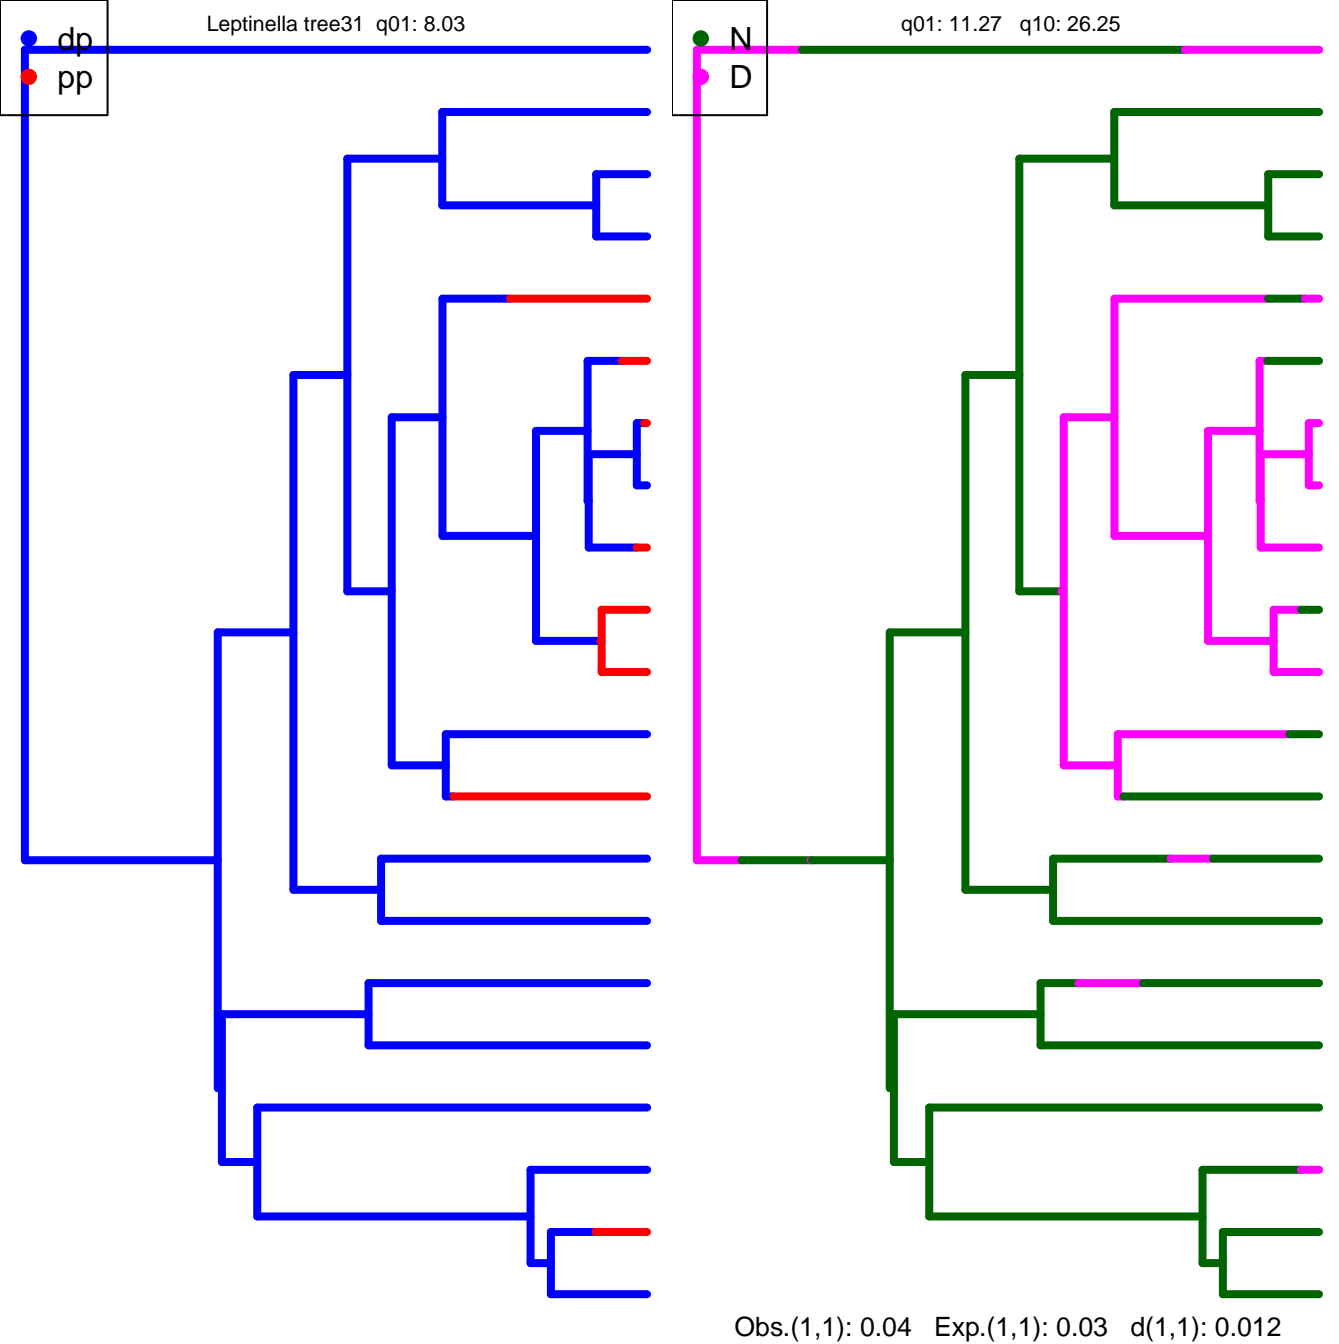 Leptinella tree31 q01: 8.03
dp
pp
q01: 11.27 q10: 26.25
N
D
Obs.(1,1): 0.04 Exp.(1,1): 0.03 d(1,1): 0.012